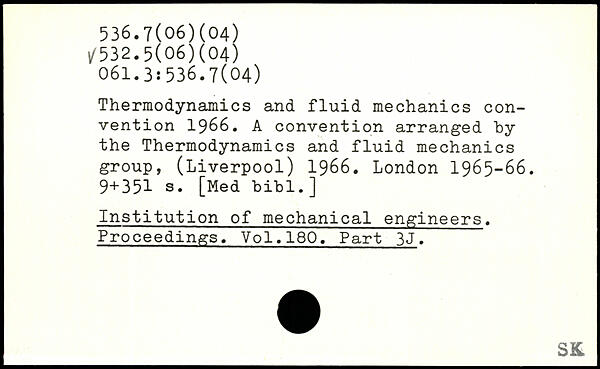 536.7(06)(04)
√532.5(06)(04)
061.3:536.7(04)
Thermodynamics and fluid mechanics con-
vention 1966. A convention arranged by
the Thermodynamics and fluid mechanics
group, (Liverpool) 1966. London 1965-66.
9+351 s. [Med bibl.]
Institution of mechanical engineers.
Proceedings. Vol.180. Part 3J.
SK